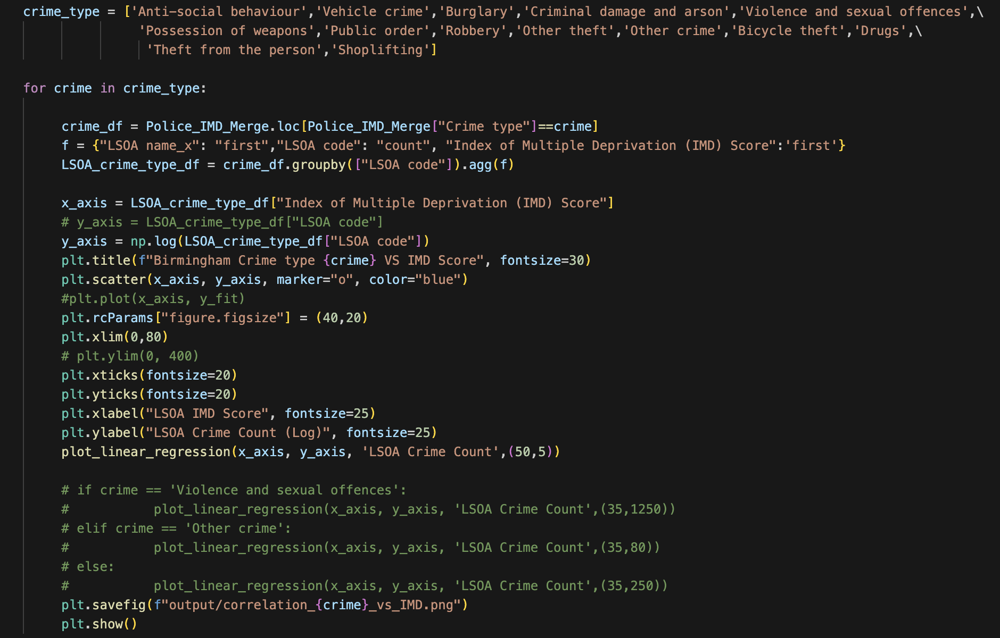 crime_type = ['Anti-social behaviour','Vehicle crime','Burglary','Criminal damage and arson','Violence and sexual offences',\
'Possession of weapons','Public order','Robbery','Other theft','Other crime','Bicycle theft','Drugs',\
'Theft from the person','Shoplifting']
for crime in crime_type:
crime_df = Police_IMD_Merge.loc[Police_IMD_Merge["Crime type"]==crime]
f = {"LSOA name_x": "first","LSOA code": "count", "Index of Multiple Deprivation (IMD) Score":'first'}
LSOA_crime_type_df = crime_df.groupby(["LSOA code"]).agg(f)
x_axis = LSOA_crime_type_df["Index of Multiple Deprivation (IMD) Score"]
# y_axis = LSOA_crime_type_df["LSOA code"]
y_axis = np.log(LSOA_crime_type_df["LSOA code"])
plt.title(f"Birmingham Crime type {crime} VS IMD Score", fontsize=30)
plt.scatter(x_axis, y_axis, marker="o", color="blue")
#plt.plot(x_axis, y_fit)
plt.rcParams["figure.figsize"] = (40,20)
plt.xlim(0,80)
# plt.ylim(0, 400)
plt.xticks(fontsize=20)
plt.yticks(fontsize=20)
plt.xlabel("LSOA IMD Score", fontsize=25)
plt.ylabel("LSOA Crime Count (Log)", fontsize=25)
plot_linear_regression(x_axis, y_axis, 'LSOA Crime Count',(50,5))
# if crime == 'Violence and sexual offences':
#           plot_linear_regression(x_axis, y_axis, 'LSOA Crime Count',(35,1250))
# elif crime == 'Other crime':
#           plot_linear_regression(x_axis, y_axis, 'LSOA Crime Count',(35,80))
# else:
#           plot_linear_regression(x_axis, y_axis, 'LSOA Crime Count',(35,250))
plt.savefig(f"output/correlation_{crime}_vs_IMD.png")
plt.show()